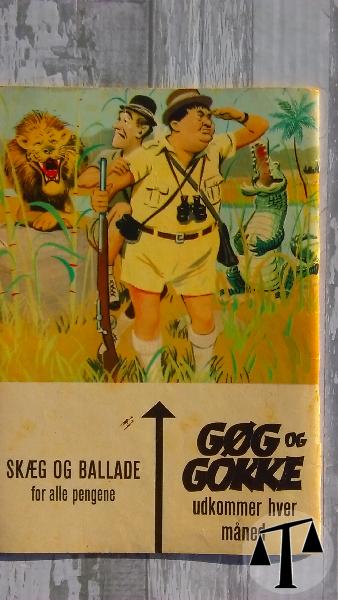 SKÆG OG BALLADE
for alle pengene
GØG OG
GOKKE
udkommer hver
måned